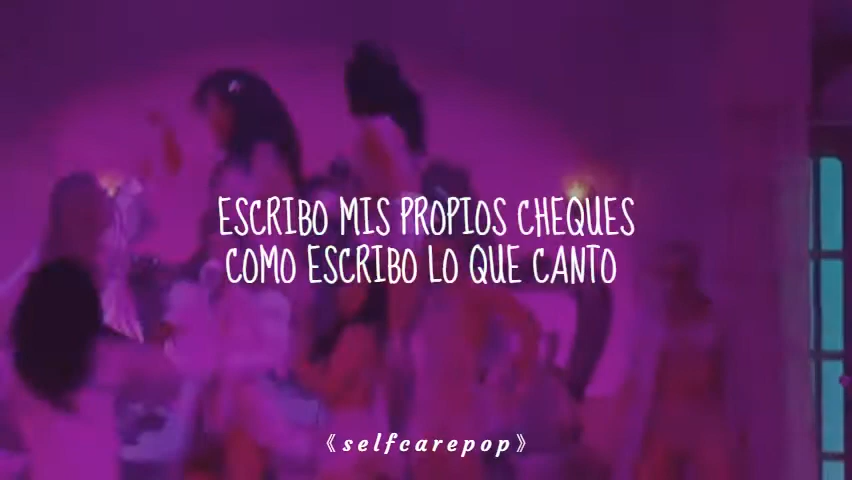 ESCRIBO MIS PROPIOS CHEQUES
COMO ESCRIBO LO QUE CANTO
《selfcarepop》